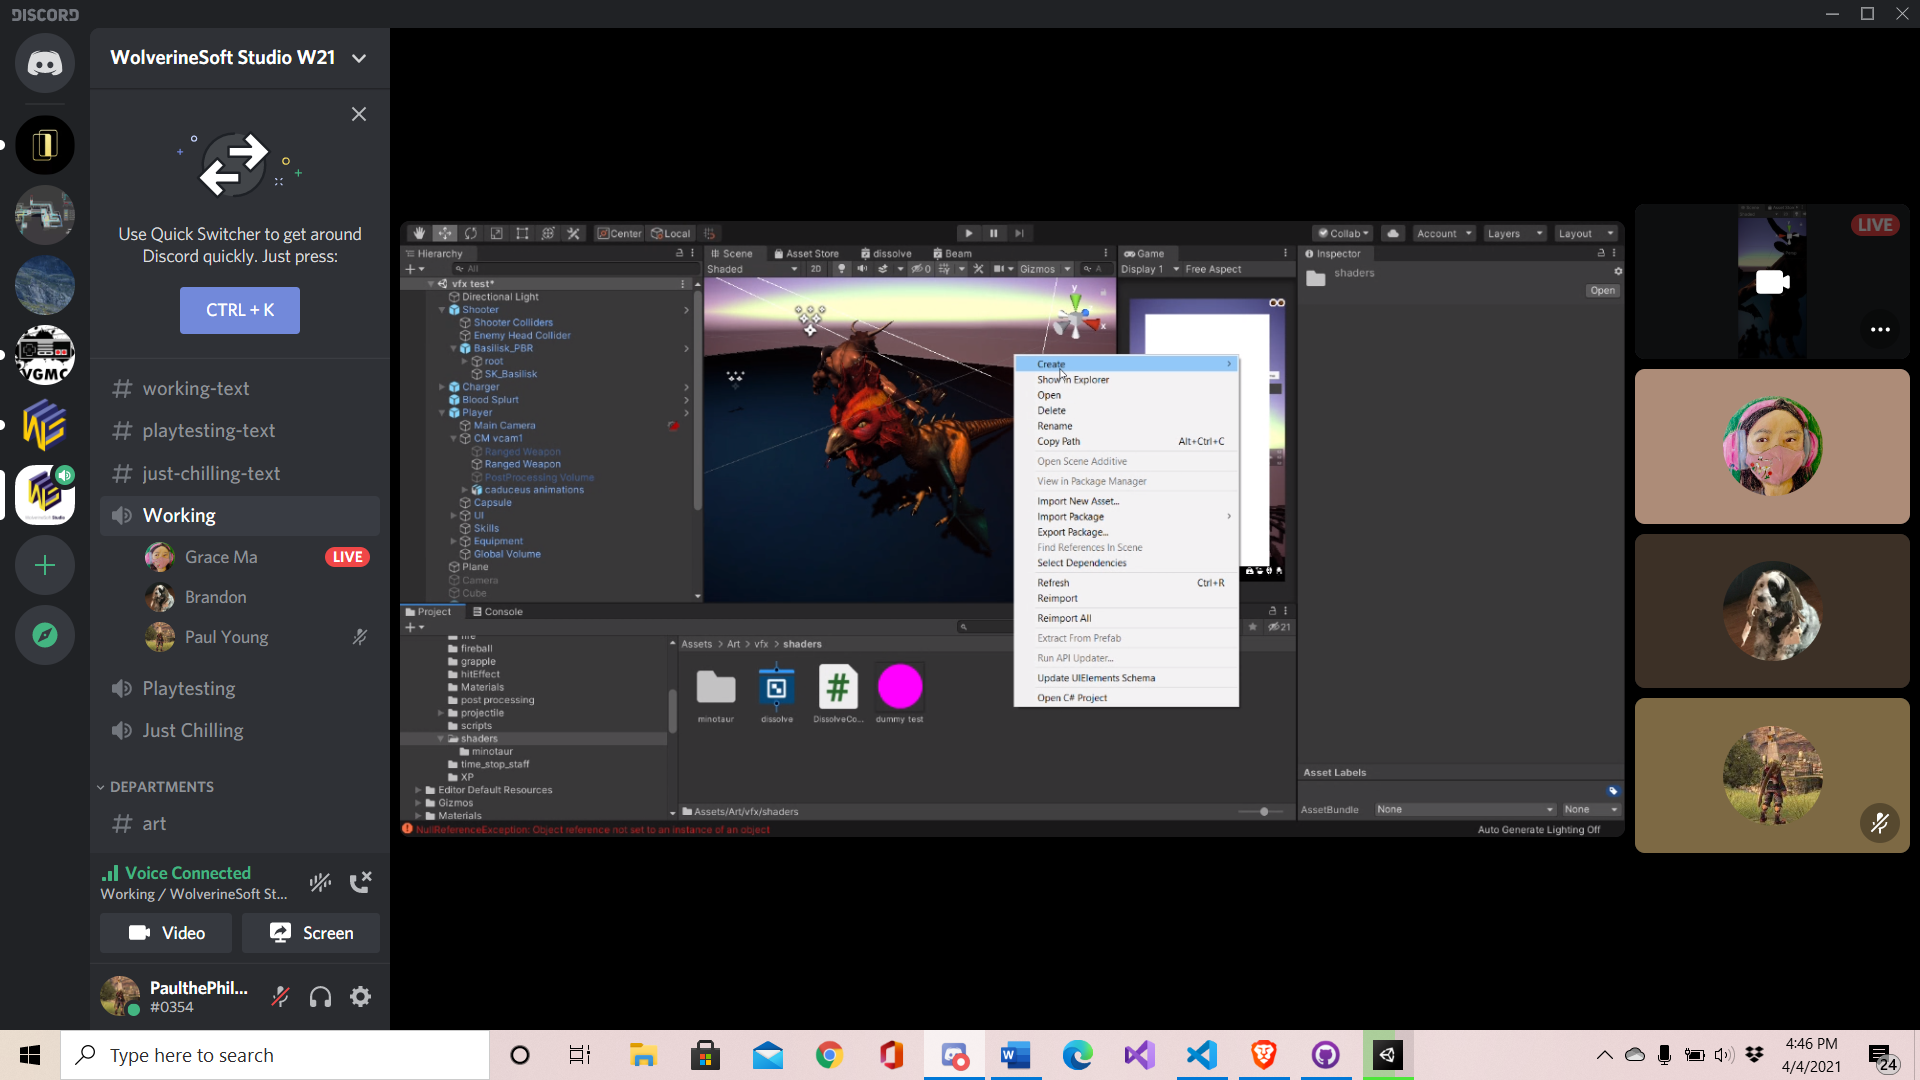 DISCORD
WolverineSoft Studio W21
Use Quick Switcher to get around
Discord quickly. Just press:
CTRL + K
working-text
playtesting-text
just-chilling-text
Working
Grace Ma
LIVE
Brandon
Paul Young
Playtesting
Just Chilling
DEPARTMENTS
art
Voice Connected
Working / WolverineSoft St...
Video
Screen
PaulthePhil...
#0354
VGMC
Center
Local
Collab
Account
Layers
Layout
Hierarchy
All
vfx test*
Directional Light
Shooter
Shooter Colliders
Enemy Head Collider
Basilisk_PBR
root
SK_Basilisk
Charger
Blood Splurt
Player
Main Camera
CM vcam1
Ranged Weapon
Ranged Weapon
PostProcessing Volume
caduceus animations
Capsule
UI
Skills
Equipment
Global Volume
Plane
Camera
Cube
Scene
Asset Store
dissolve
Beam
Shaded
2D
0
Gizmos
A
y
x
Game
Display 1
Free Aspect
Create
Show in Explorer
Open
Delete
Rename
Copy Path Alt+Ctrl+C
Open Scene Additive
View in Package Manager
Import New Asset...
Import Package
Export Package...
Find References In Scene
Select Dependencies
Refresh Ctrl+R
Reimport
Reimport All
Extract From Prefab
Run API Updater...
Update UIElements Schema
Open C# Project
Inspector
shaders
Open
Asset Labels
AssetBundle None None
Project
Console
21
fireball
grapple
hitEffect
Materials
post processing
projectile
scripts
shaders
minotaur
time_stop_staff
XP
Editor Default Resources
Gizmos
Materials
Assets > Art > vfx > shaders
minotaur
dissolve
DissolveCo...
dummy test
Assets/Art/vfx/shaders
NullReferenceException: Object reference not set to an instance of an object
Auto Generate Lighting Off
LIVE
Type here to search
4:46 PM
4/4/2021
24